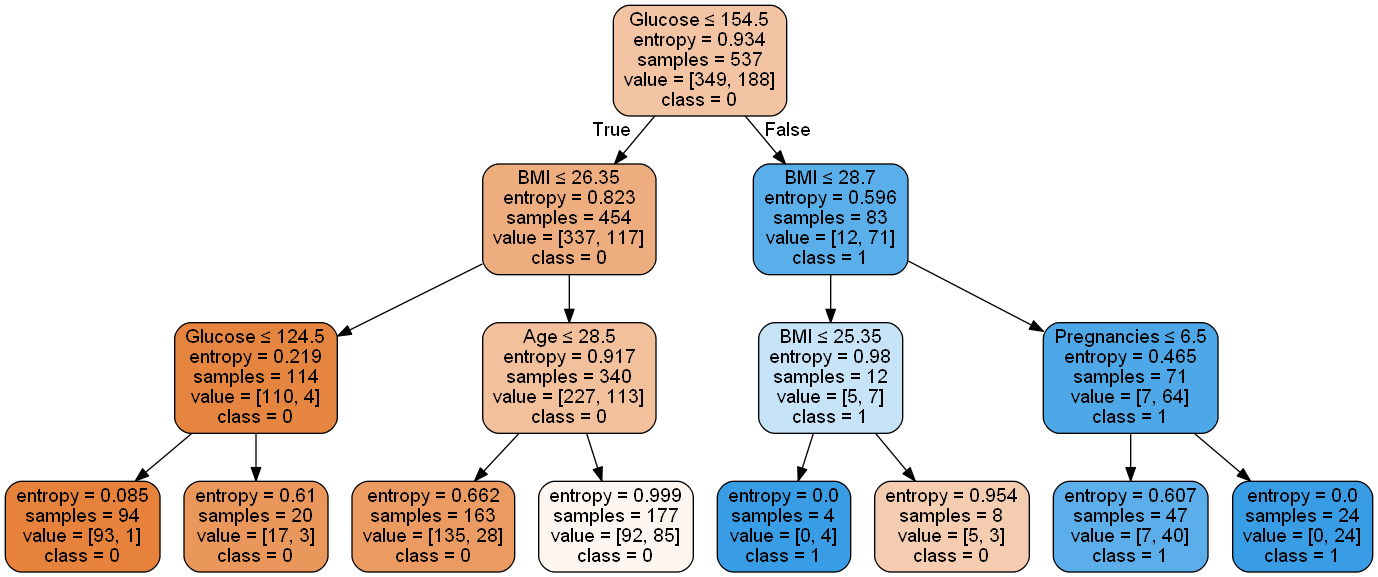 Glucose ≤ 154.5
entropy = 0.934
samples = 537
value = [349, 188]
class = 0
True
False
BMI ≤ 26.35
entropy = 0.823
samples = 454
value = [337, 117]
class = 0
BMI ≤ 28.7
entropy = 0.596
samples = 83
value = [12, 71]
class = 1
Glucose ≤ 124.5
entropy = 0.219
samples = 114
value = [110, 4]
class = 0
Age ≤ 28.5
entropy = 0.917
samples = 340
value = [227, 113]
class = 0
BMI ≤ 25.35
entropy = 0.98
samples = 12
value = [5, 7]
class = 1
Pregnancies ≤ 6.5
entropy = 0.465
samples = 71
value = [7, 64]
class = 1
entropy = 0.085
samples = 94
value = [93, 1]
class = 0
entropy = 0.61
samples = 20
value = [17, 3]
class = 0
entropy = 0.662
samples = 163
value = [135, 28]
class = 0
entropy = 0.999
samples = 177
value = [92, 85]
class = 0
entropy = 0.0
samples = 4
value = [0, 4]
class = 1
entropy = 0.954
samples = 8
value = [5, 3]
class = 0
entropy = 0.607
samples = 47
value = [7, 40]
class = 1
entropy = 0.0
samples = 24
value = [0, 24]
class = 1